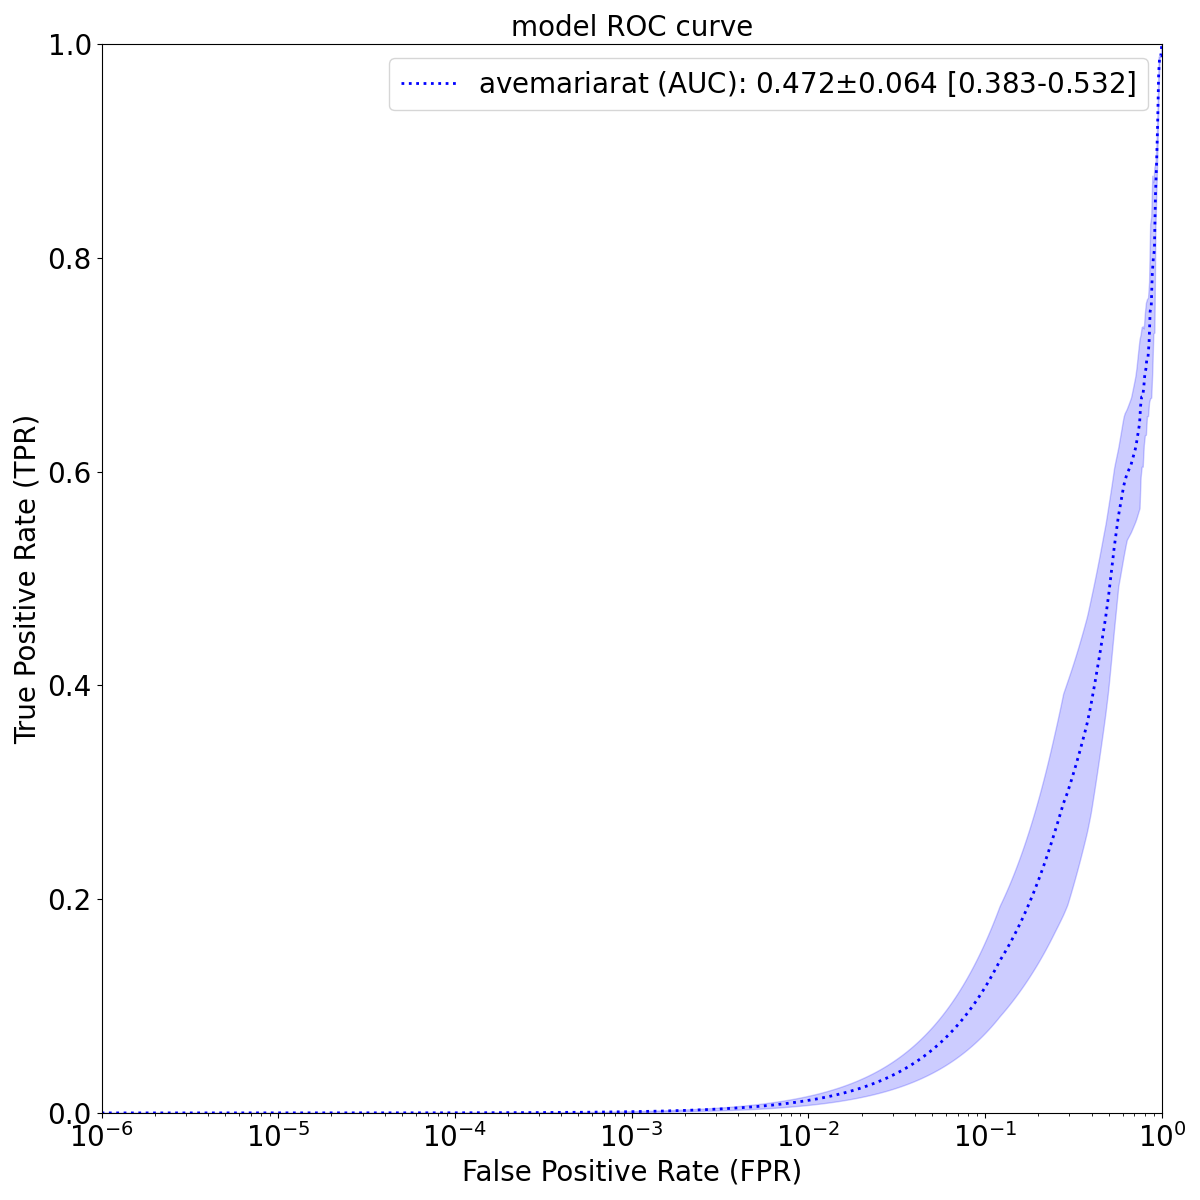 model ROC curve
avemariarat (AUC): 0.472±0.064 [0.383-0.532]
1.0
0.8
0.6
0.4
0.2
0.0
True Positive Rate (TPR)
10⁻⁶ 10⁻⁵ 10⁻⁴ 10⁻³ 10⁻² 10⁻¹ 10⁰
False Positive Rate (FPR)